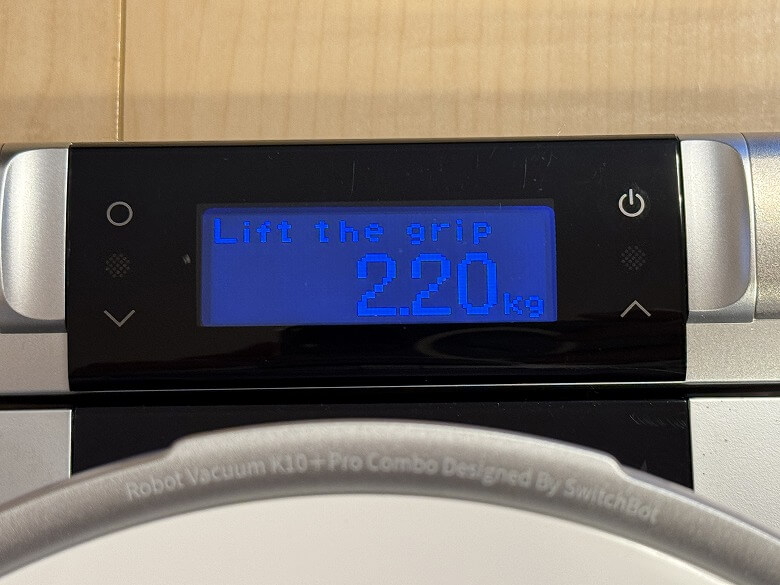 Lift the grip
2.20kg
Robot Vacuum K10+ Pro Combo Designed By SwitchBot